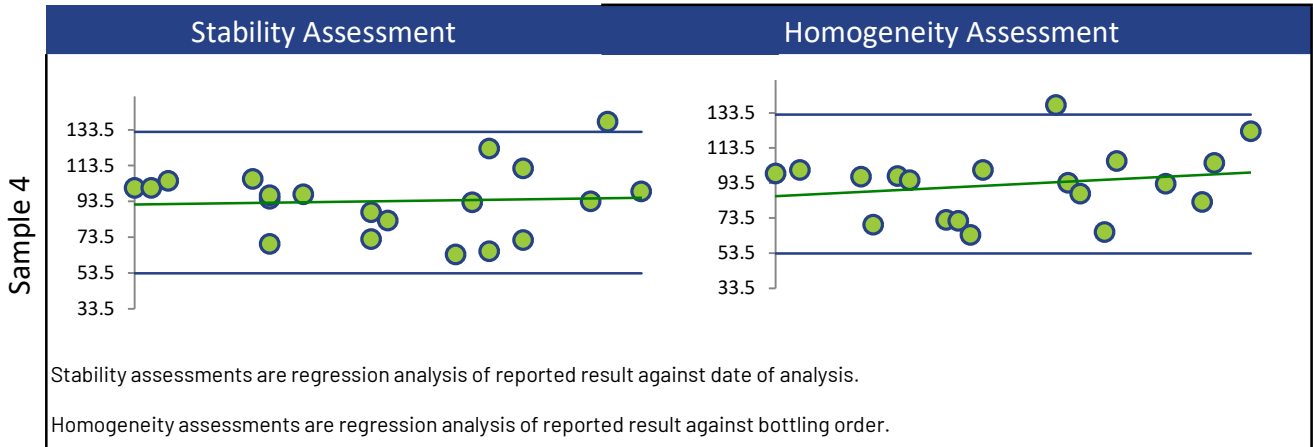 Stability Assessment
Homogeneity Assessment
Sample 4
133.5
113.5
93.5
73.5
53.5
33.5
133.5
113.5
93.5
73.5
53.5
33.5
Stability assessments are regression analysis of reported result against date of analysis.
Homogeneity assessments are regression analysis of reported result against bottling order.